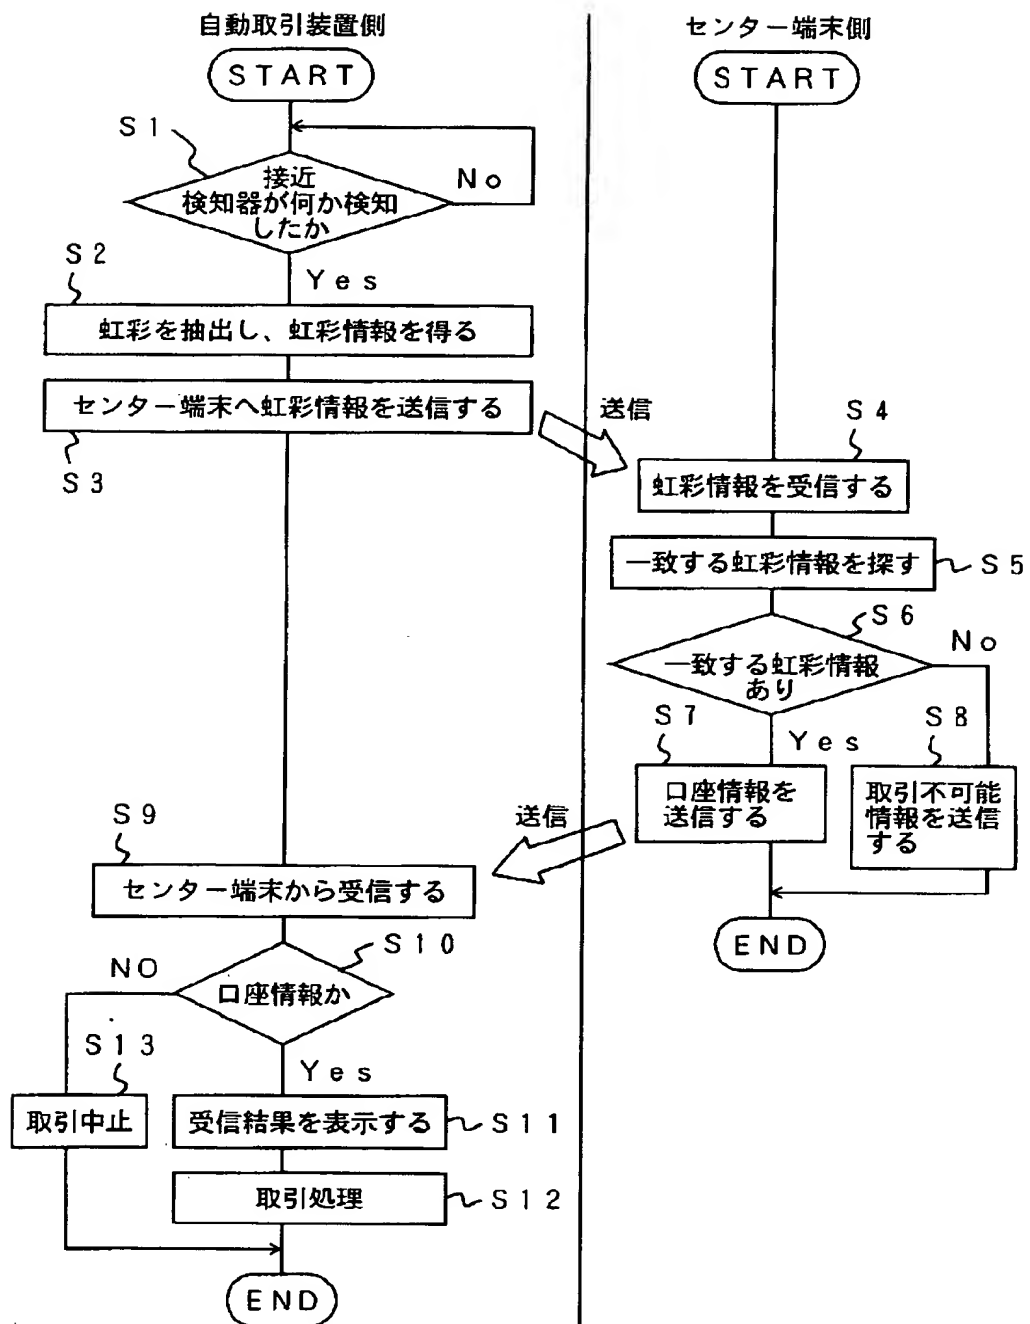 自動取引装置側
START
S1
接近
検知器が何か検知
したか
No
Yes
S2
虹彩を抽出し、虹彩情報を得る
センター端末へ虹彩情報を送信する
S3
送信
センター端末側
START
S4
虹彩情報を受信する
一致する虹彩情報を探す
S5
S6
一致する虹彩情報
あり
No
Yes
S7
口座情報を
送信する
S8
取引不可能
情報を送信
する
END
送信
S9
センター端末から受信する
S10
口座情報か
NO
Yes
S13
取引中止
受信結果を表示する
S11
取引処理
S12
END